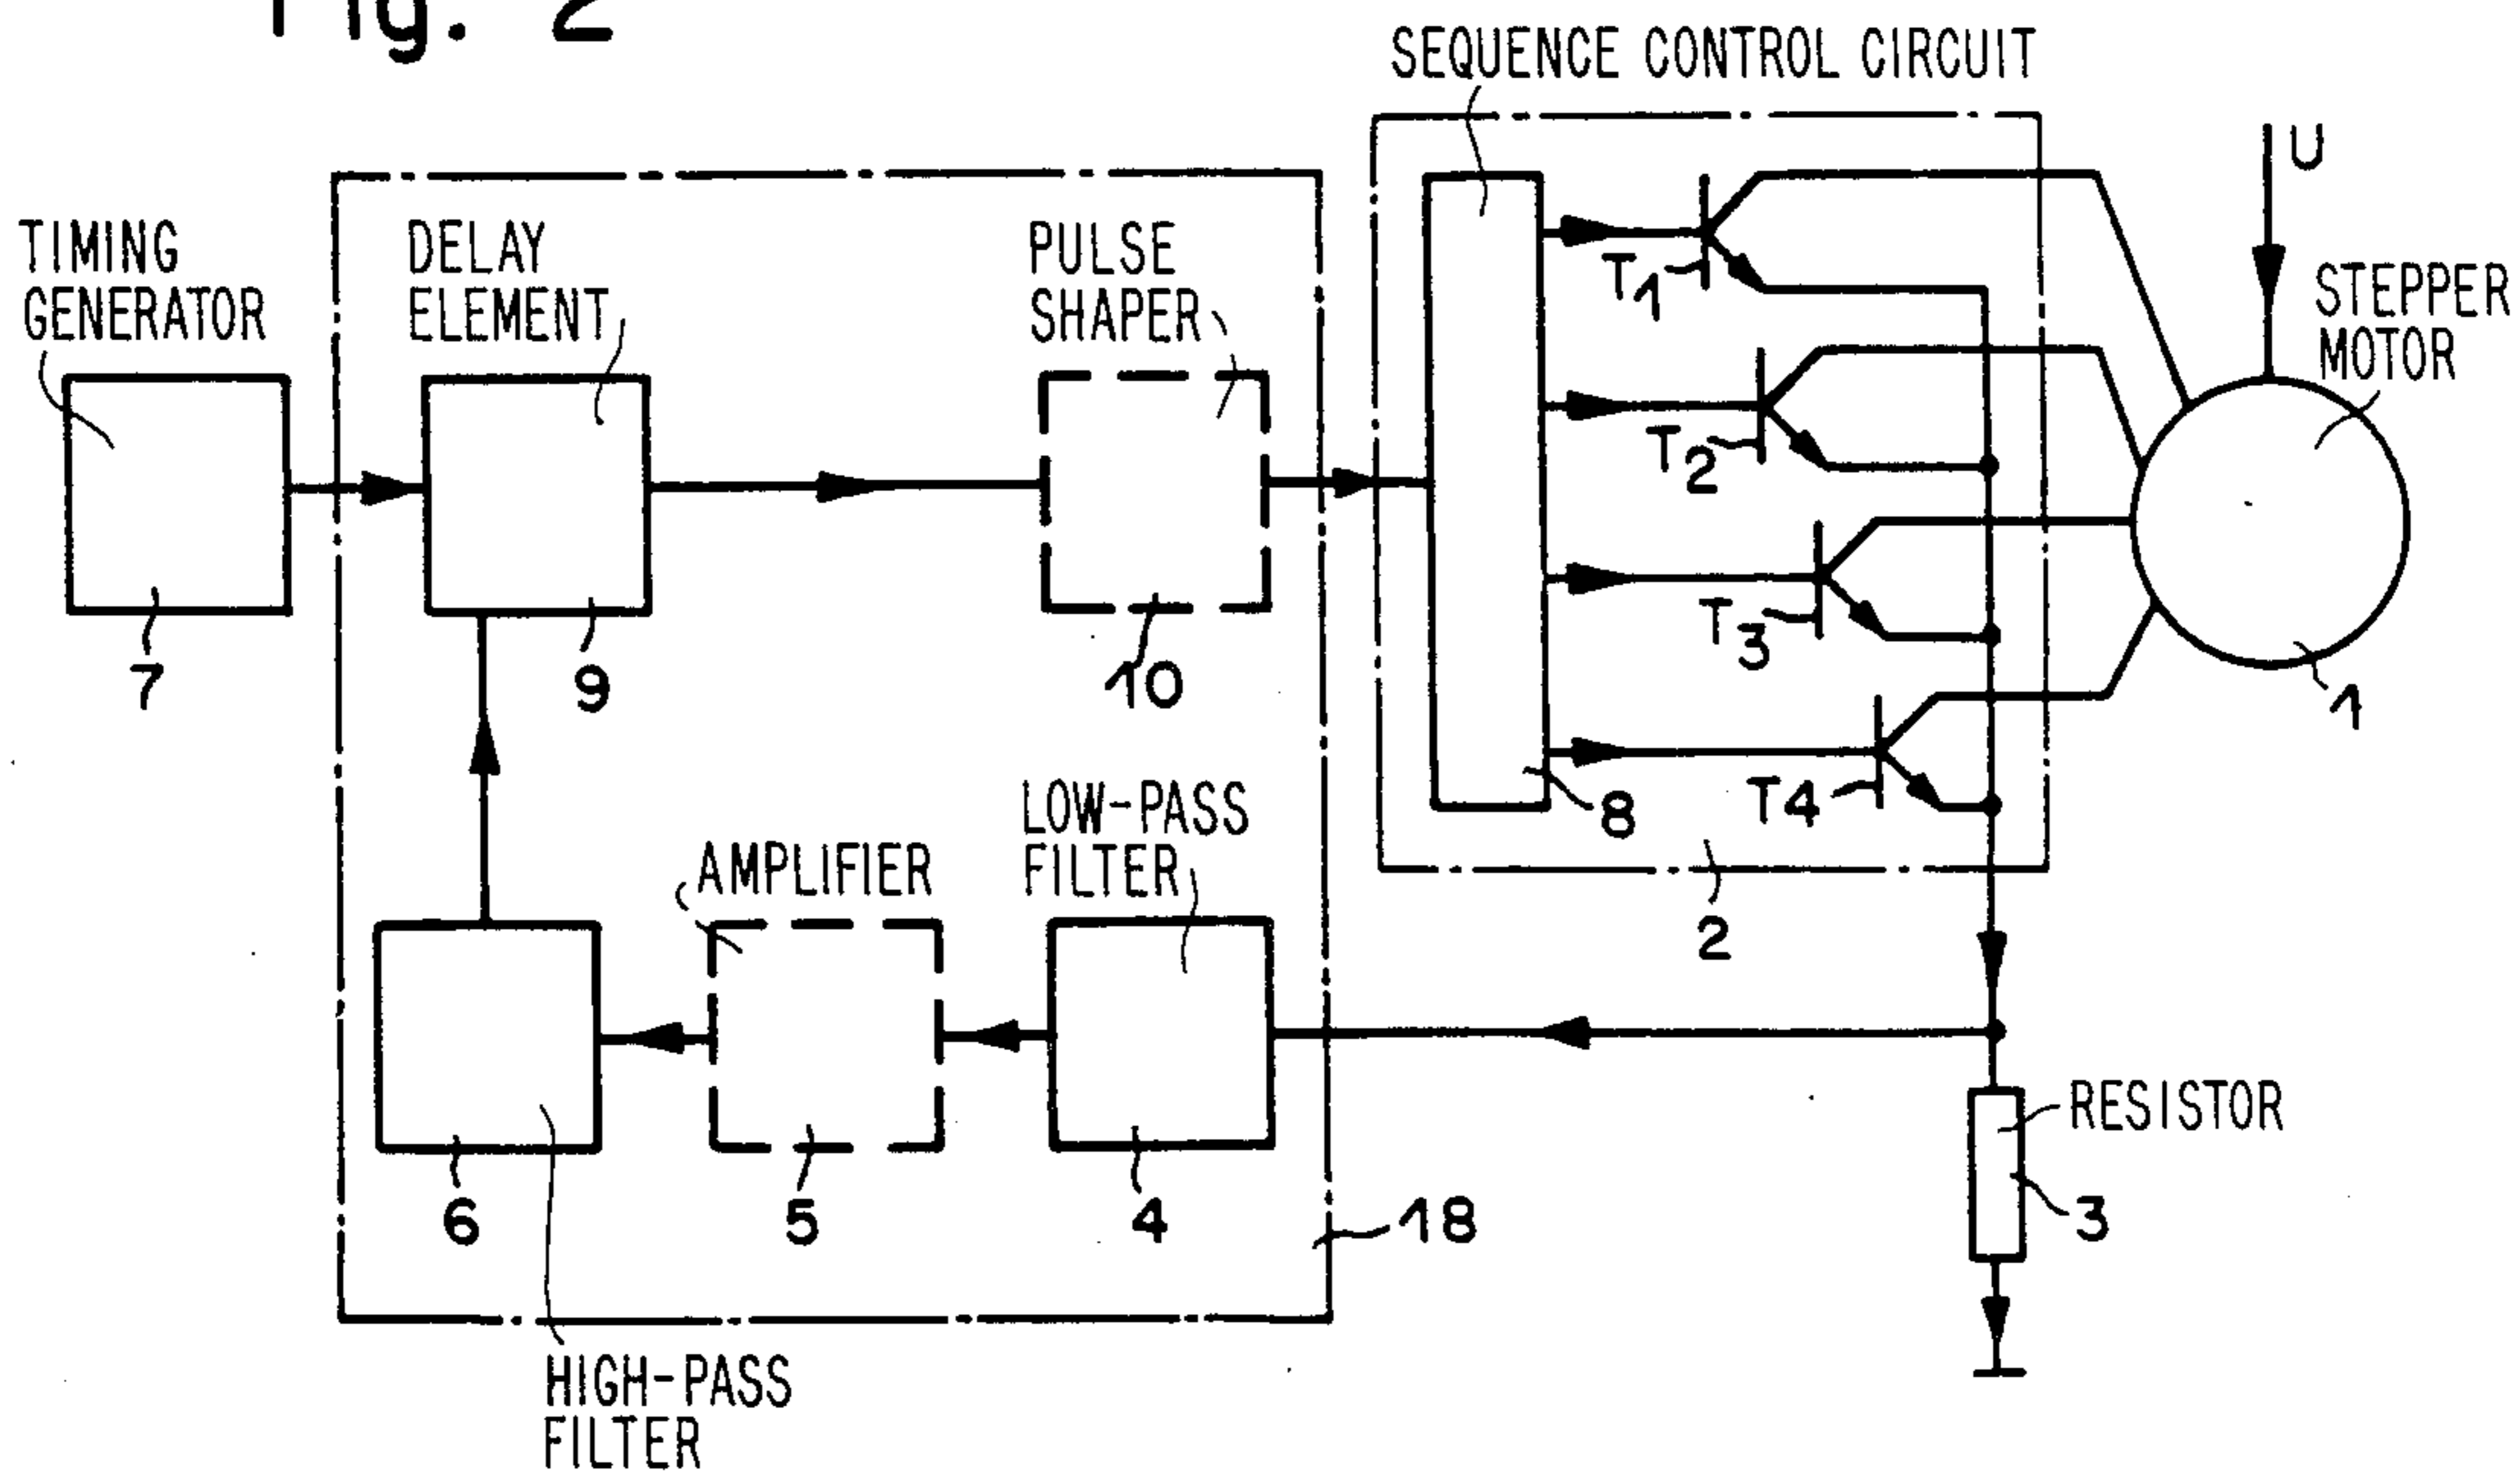 Fig. 2
SEQUENCE CONTROL CIRCUIT
U
TIMING
GENERATOR
DELAY
ELEMENT
PULSE
SHAPER
STEPPER
MOTOR
T1
T2
T3
T4
7
9
10
1
8
2
AMPLIFIER
LOW-PASS
FILTER
6
5
4
18
RESISTOR
3
HIGH-PASS
FILTER